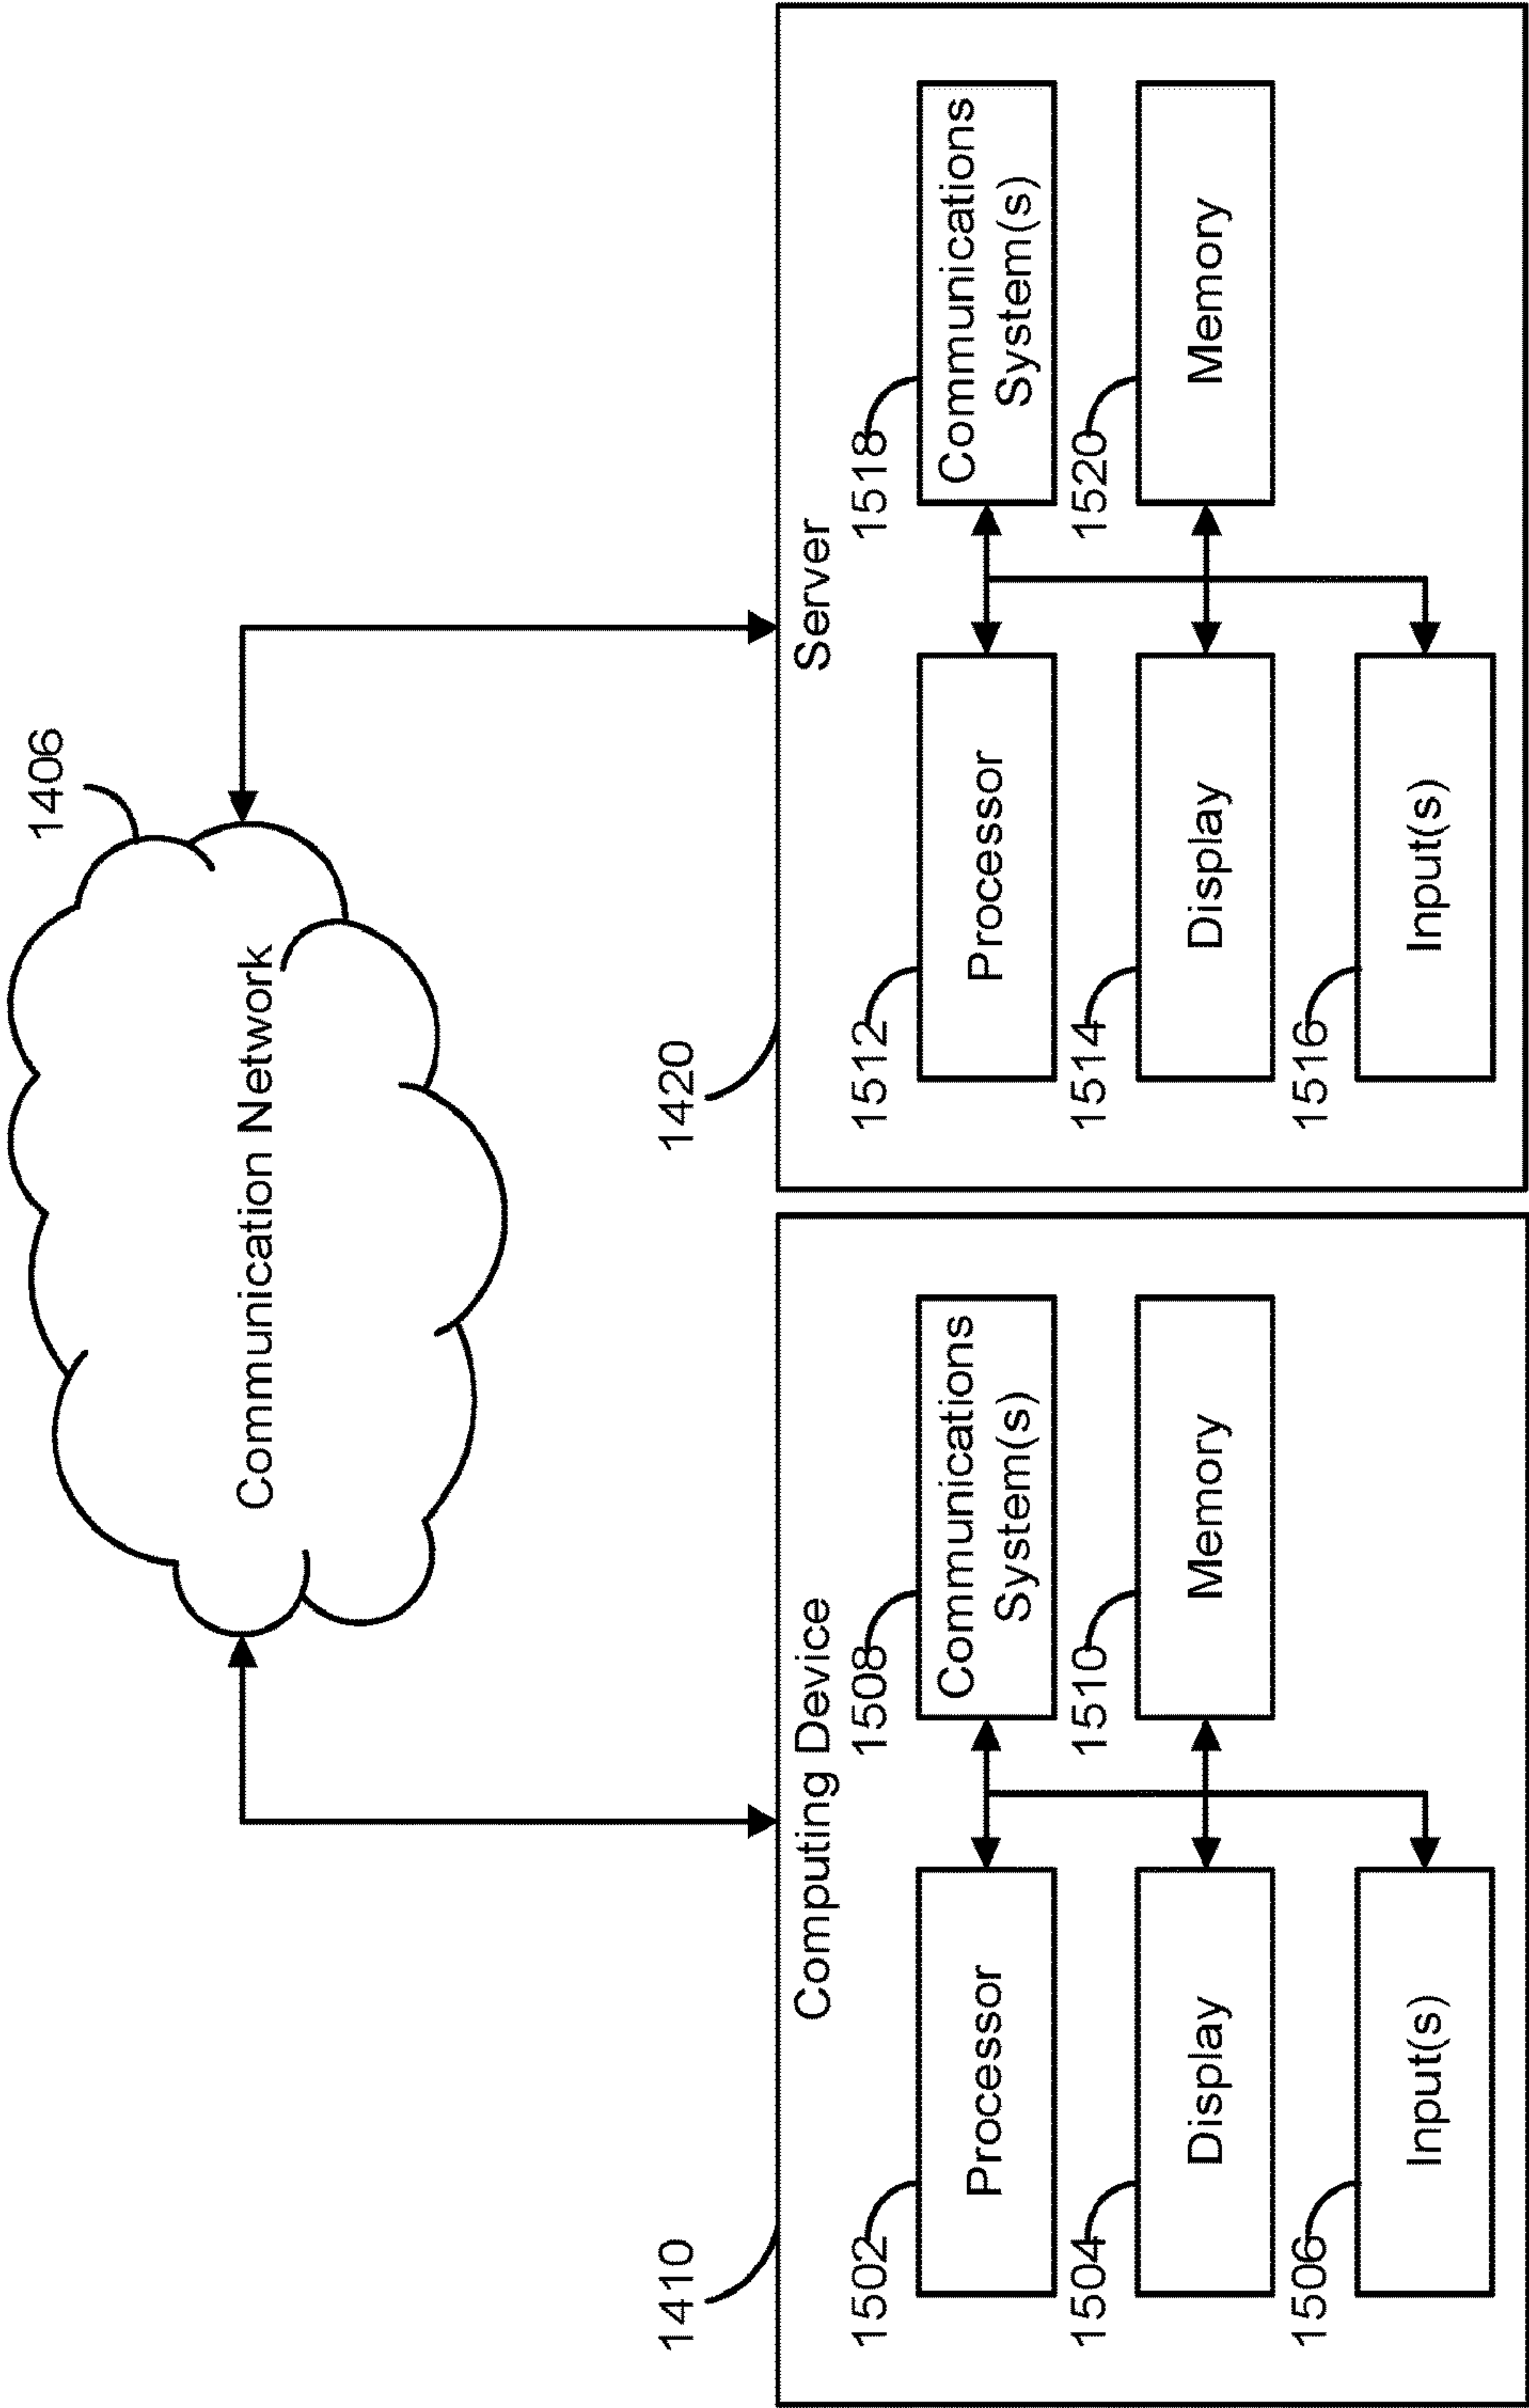 1406
Communication Network
1410
1420
Computing Device
1502
Processor
1508
Communications
System(s)
1504
Display
1510
Memory
1506
Input(s)
Server
1512
Processor
1518
Communications
System(s)
1514
Display
1520
Memory
1516
Input(s)